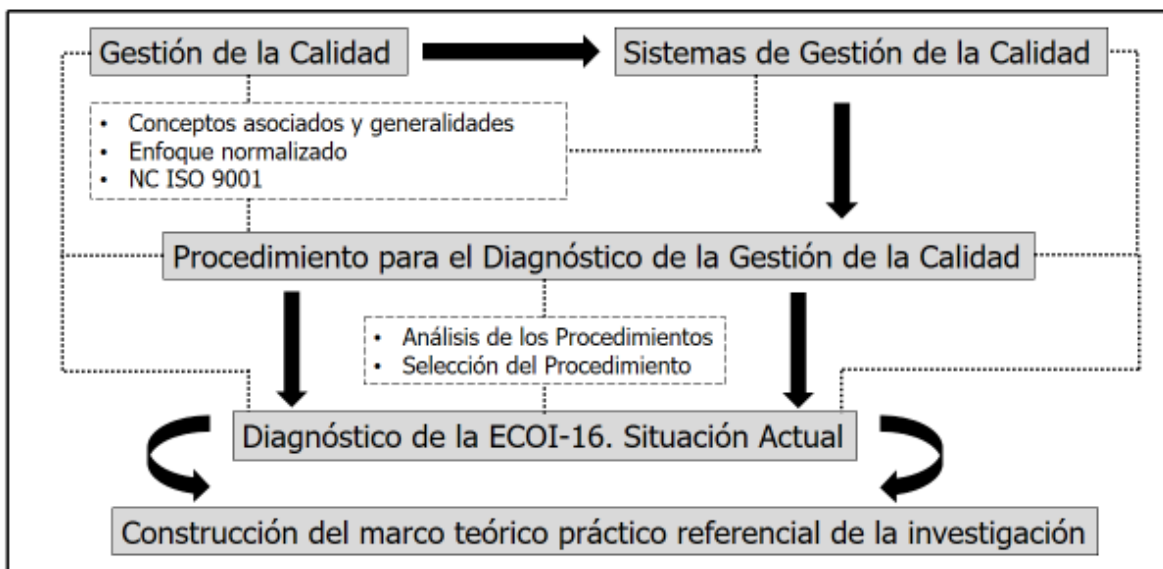 Gestión de la Calidad
Sistemas de Gestión de la Calidad
• Conceptos asociados y generalidades
• Enfoque normalizado
• NC ISO 9001
Procedimiento para el Diagnóstico de la Gestión de la Calidad
• Análisis de los Procedimientos
• Selección del Procedimiento
Diagnóstico de la ECOI-16. Situación Actual
Construcción del marco teórico práctico referencial de la investigación